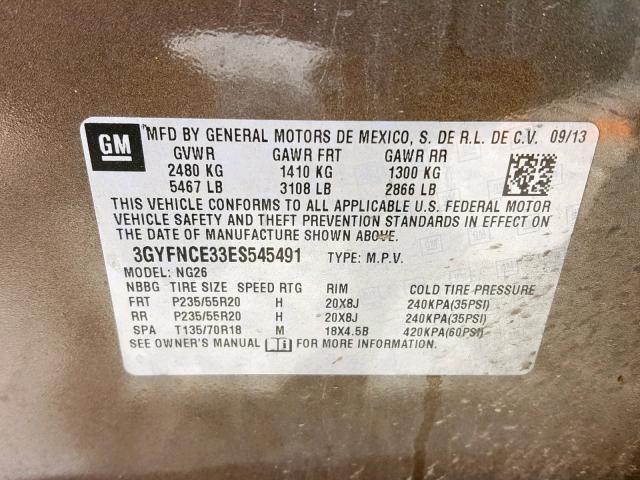 GM MFD BY GENERAL MOTORS DE MEXICO, S. DE R.L. DE C.V. 09/13
GVWR GAWR FRT GAWR RR
2480 KG 1410 KG 1300 KG
5467 LB 3108 LB 2866 LB
THIS VEHICLE CONFORMS TO ALL APPLICABLE U.S. FEDERAL MOTOR
VEHICLE SAFETY AND THEFT PREVENTION STANDARDS IN EFFECT ON
THE DATE OF MANUFACTURE SHOWN ABOVE.
3GYFNCE33ES545491 TYPE: M.P.V.
MODEL: NG26
NBBG TIRE SIZE SPEED RTG RIM COLD TIRE PRESSURE
FRT P235/55R20 H 20X8J 240KPA(35PSI)
RR P235/55R20 H 20X8J 240KPA(35PSI)
SPA T135/70R18 M 18X4.5B 420KPA(60PSI)
SEE OWNER'S MANUAL FOR MORE INFORMATION.